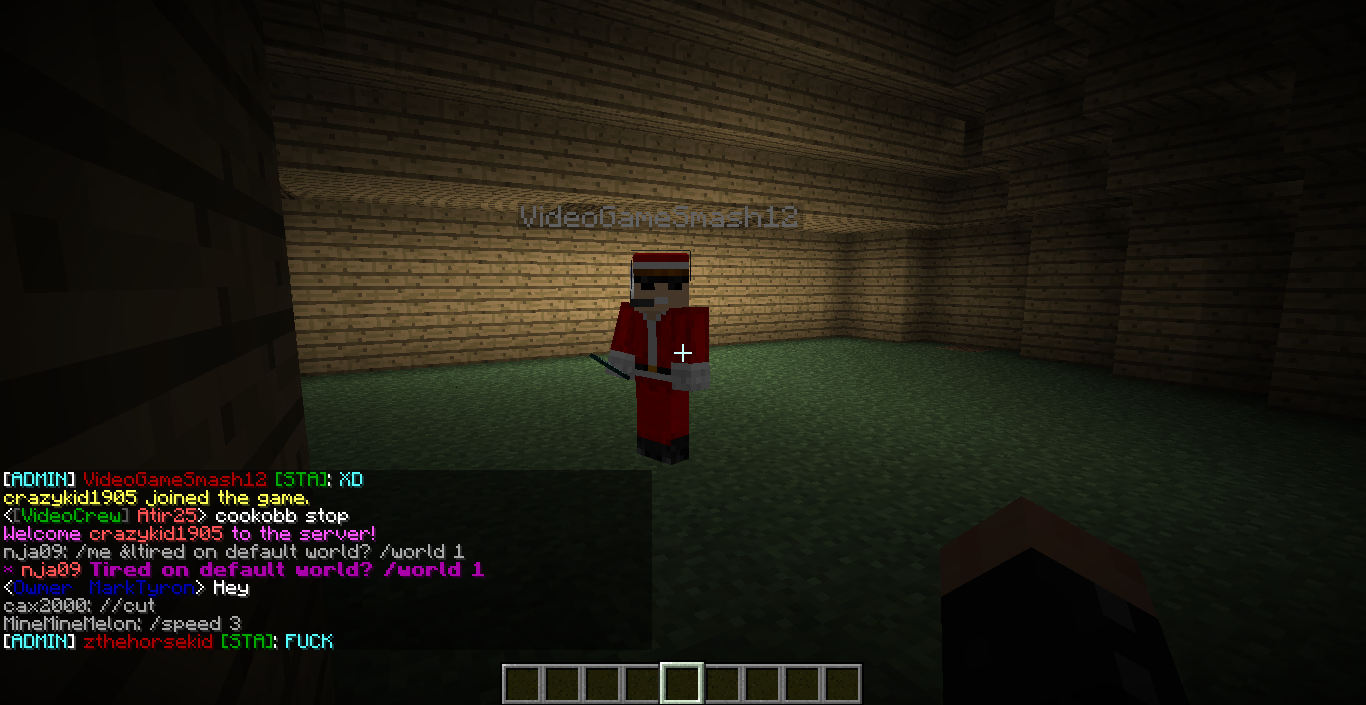 VideoGameSmash12
[ADMIN] VideoGameSmash12 [STA]: XD
crazykid1905 joined the game.
<[VideoCrew] Atir25> cookobb stop
Welcome crazykid1905 to the server!
nja09: /me &ltired on default world? /world 1
* nja09 Tired on default world? /world 1
<Owner MarkTyron> Hey
cax2000: //cut
MineMineMelon: /speed 3
[ADMIN] zthehorsekid [STA]: FUCK